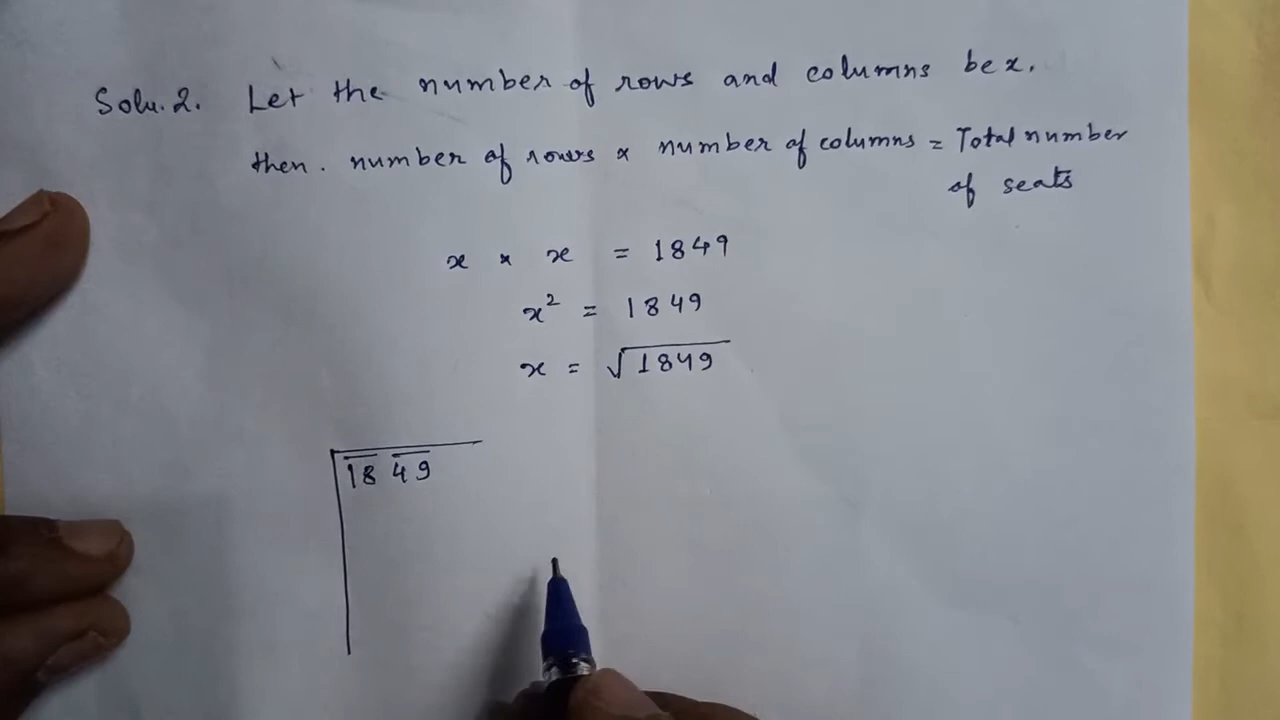 Solu.2. Let the number of rows and columns be x.
then. number of rows × number of columns = Total number
of seats
x × x = 1849
x² = 1849
x = √1849
18 49